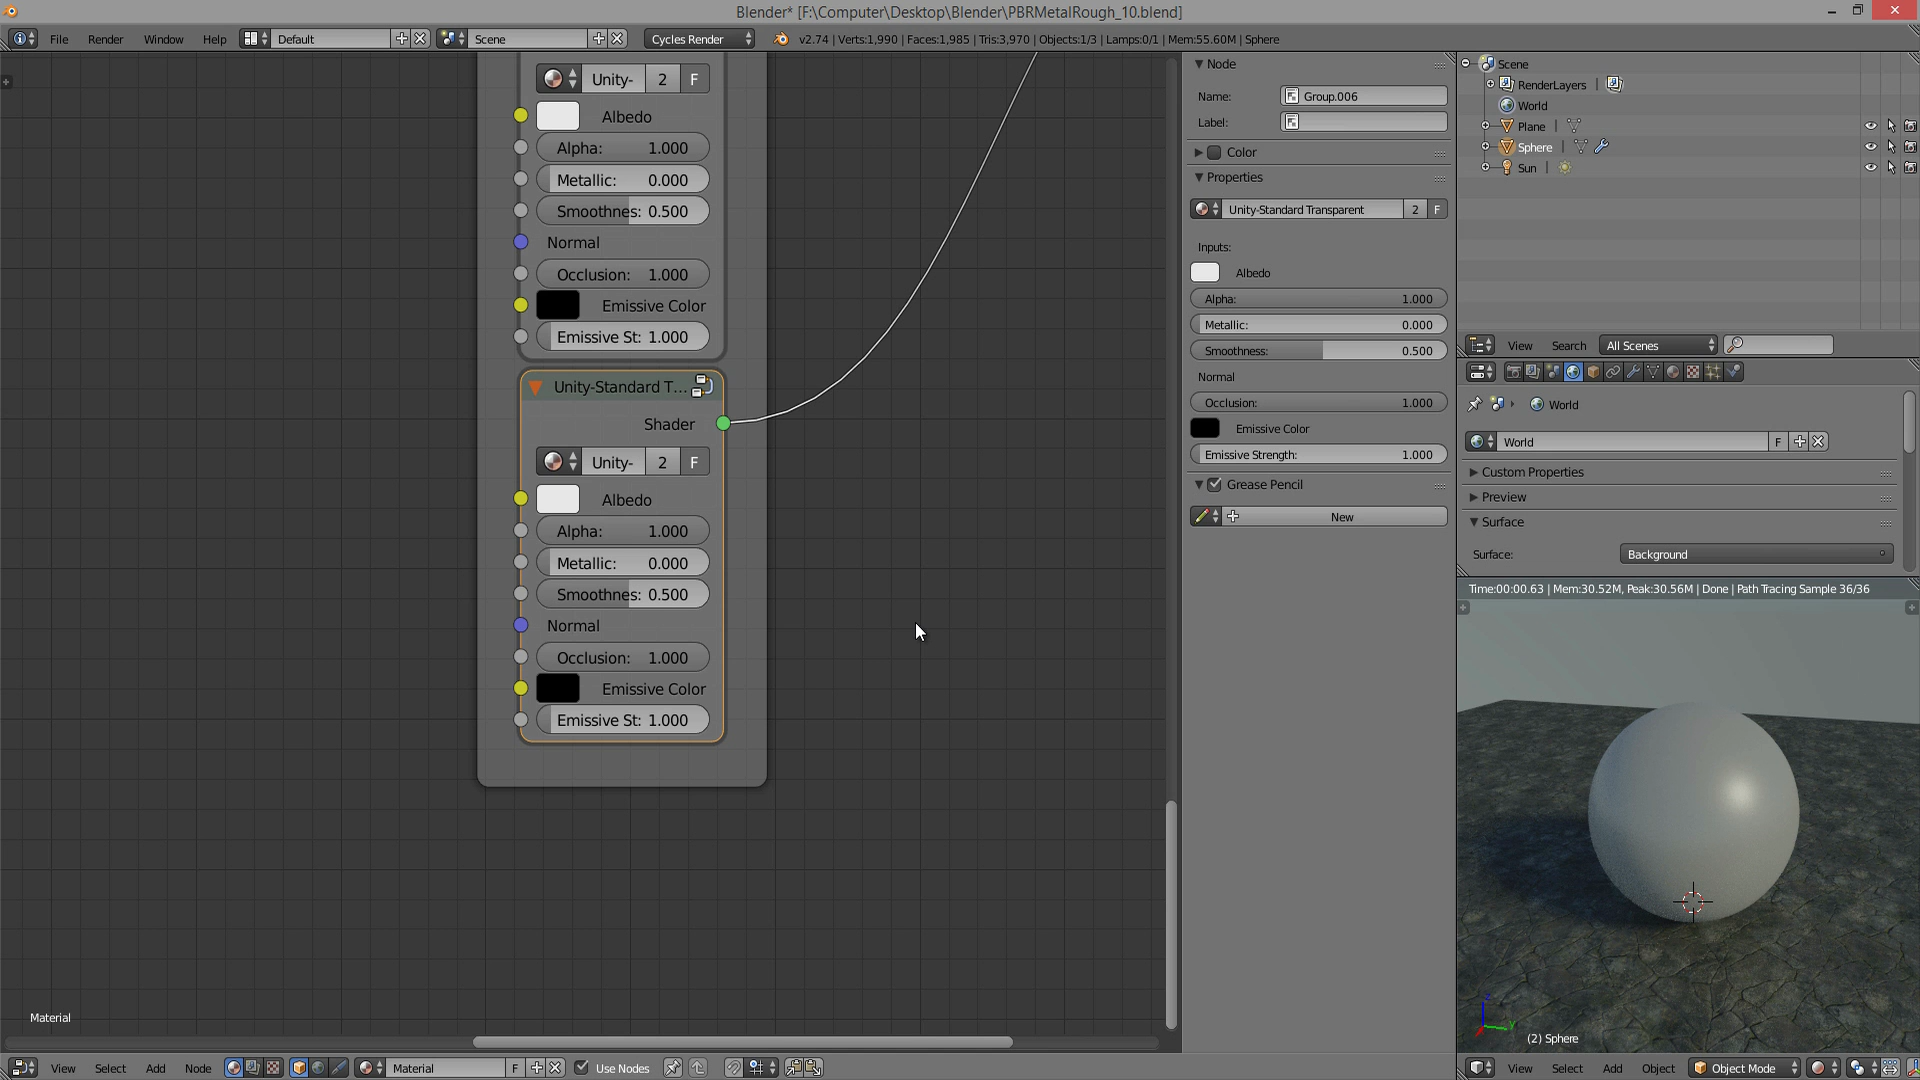 Blender* [F:\Computer\Desktop\Blender\PBRMetalRough_10.blend]
File Render Window Help Default Scene Cycles Render v2.74 | Verts:1,990 | Faces:1,985 | Tris:3,970 | Objects:1/3 | Lamps:0/1 | Mem:55.60M | Sphere
Unity- 2 F
Albedo
Alpha: 1.000
Metallic: 0.000
Smoothnes: 0.500
Normal
Occlusion: 1.000
Emissive Color
Emissive St: 1.000
Unity-Standard T...
Shader
Unity- 2 F
Albedo
Alpha: 1.000
Metallic: 0.000
Smoothnes: 0.500
Normal
Occlusion: 1.000
Emissive Color
Emissive St: 1.000
Material
View Select Add Node Material F Use Nodes
Node
Name: Group.006
Label:
Color
Properties
Unity-Standard Transparent 2 F
Inputs:
Albedo
Alpha: 1.000
Metallic: 0.000
Smoothness: 0.500
Normal
Occlusion: 1.000
Emissive Color
Emissive Strength: 1.000
Grease Pencil
New
Scene
RenderLayers |
World
Plane |
Sphere |
Sun |
View Search All Scenes
World
World F
Custom Properties
Preview
Surface
Surface: Background
Time:00:00.63 | Mem:30.52M, Peak:30.56M | Done | Path Tracing Sample 36/36
z
y
(2) Sphere
View Select Add Object Object Mode